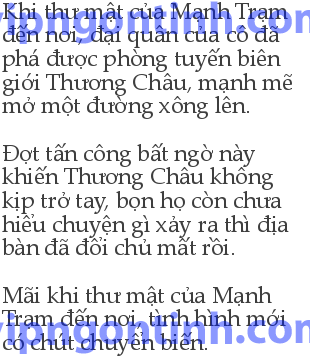 Khi thư mật của Mạnh Trạm
đến nơi, đại quân của cô đã
phá được phòng tuyến biên
giới Thương Châu, mạnh mẽ
mở một đường xông lên.
Đợt tấn công bất ngờ này
khiến Thương Châu không
kịp trở tay, bọn họ còn chưa
hiểu chuyện gì xảy ra thì địa
bàn đã đổi chủ mất rồi.
Mãi khi thư mật của Mạnh
Trạm đến nơi, tình hình mới
có chút chuyển biến.